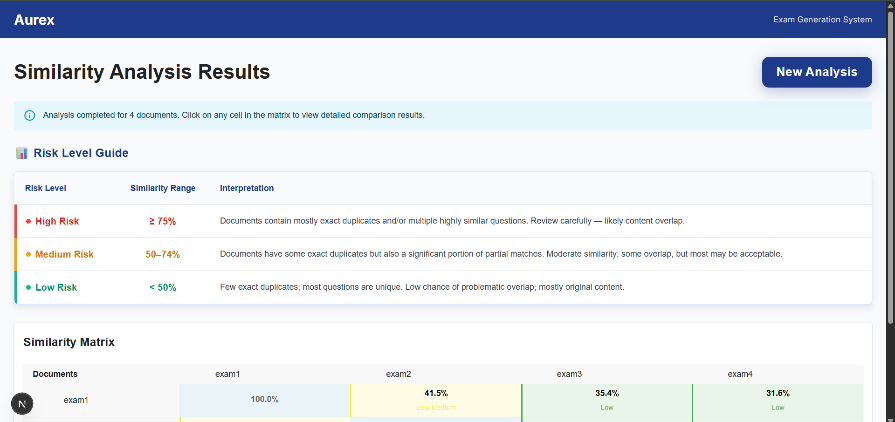 Aurex
Exam Generation System
Similarity Analysis Results
New Analysis
Analysis completed for 4 documents. Click on any cell in the matrix to view detailed comparison results.
Risk Level Guide
Risk Level Similarity Range Interpretation
High Risk ≥ 75% Documents contain mostly exact duplicates and/or multiple highly similar questions. Review carefully — likely content overlap.
Medium Risk 50–74% Documents have some exact duplicates but also a significant portion of partial matches. Moderate similarity; some overlap, but most may be acceptable.
Low Risk < 50% Few exact duplicates; most questions are unique. Low chance of problematic overlap; mostly original content.
Similarity Matrix
Documents exam1 exam2 exam3 exam4
exam1 100.0% 41.5% 35.4% 31.6%
Low-Medium Low Low
N